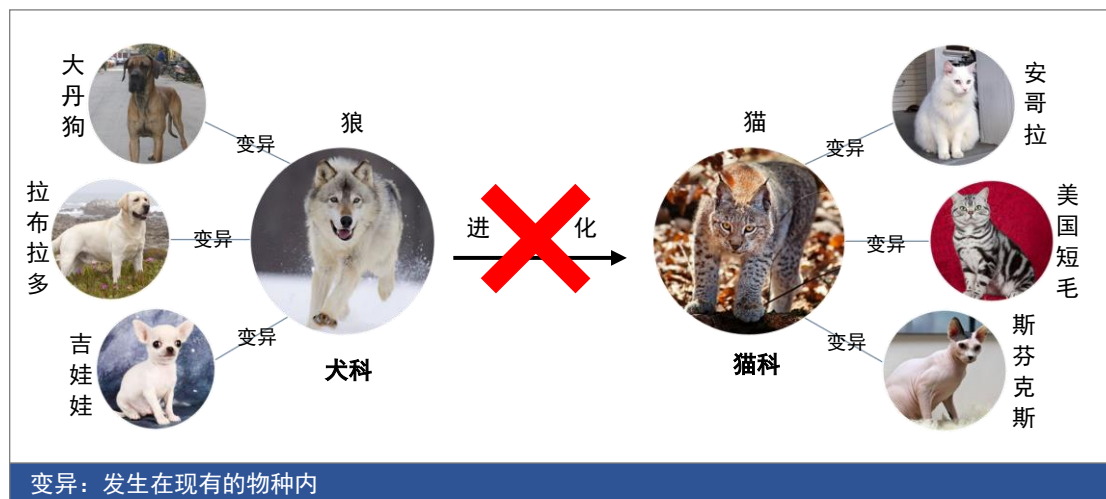 大丹狗
变异
拉布拉多
变异
吉娃娃
变异
狼
犬科
进 化
猫
猫科
变异
安哥拉
变异
美国短毛
变异
斯芬克斯
变异：发生在现有的物种内